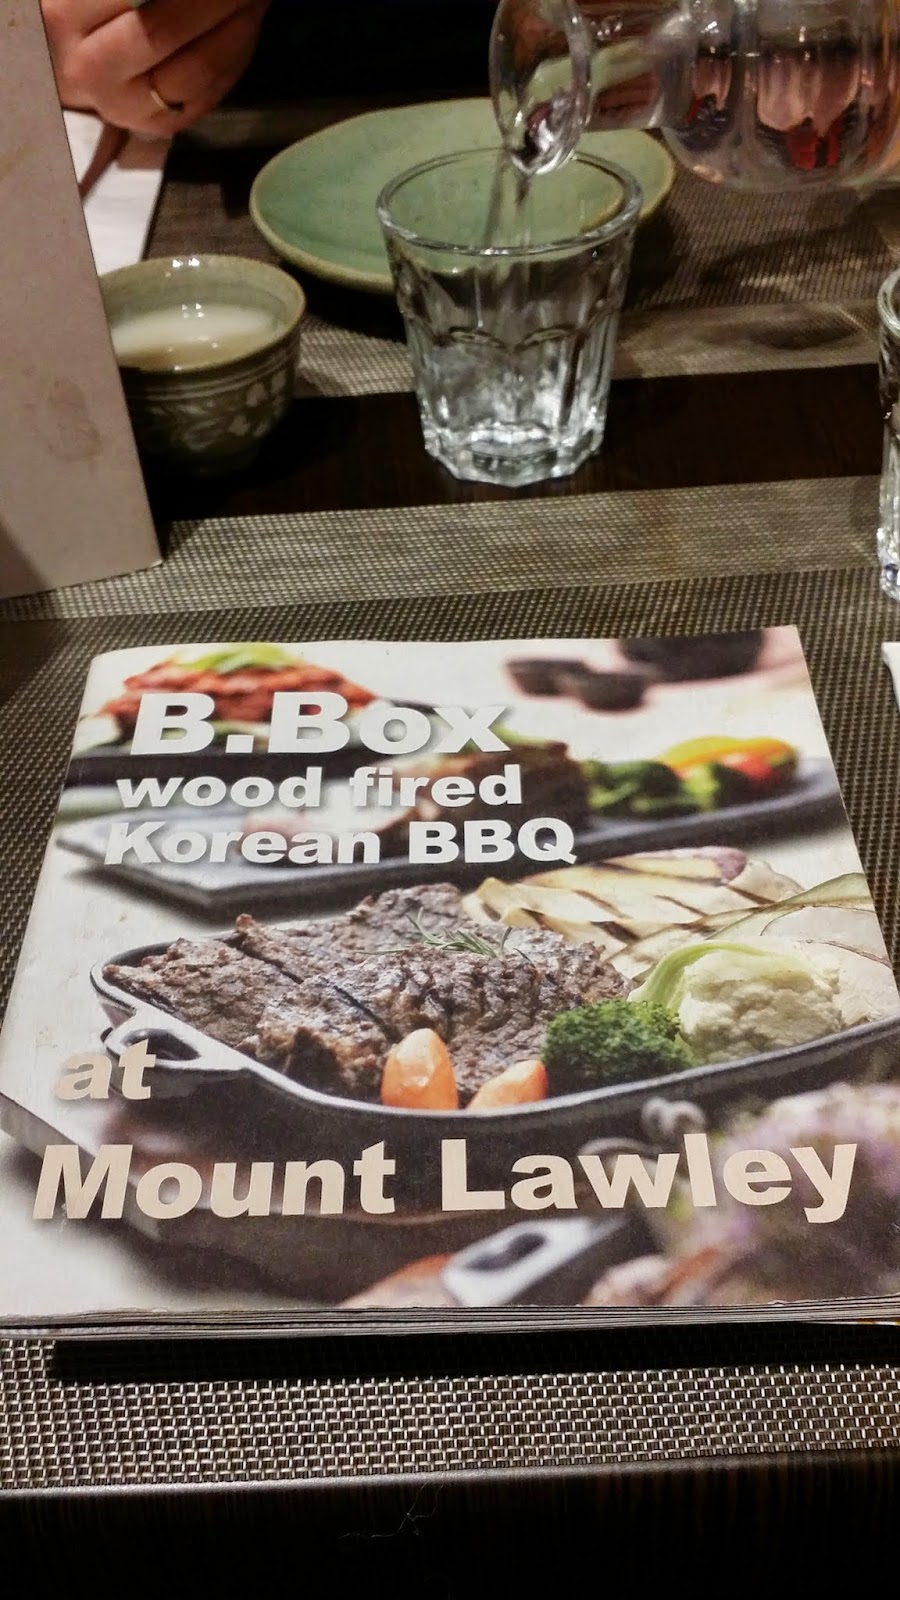 B.Box
wood fired
Korean BBQ
at
Mount Lawley